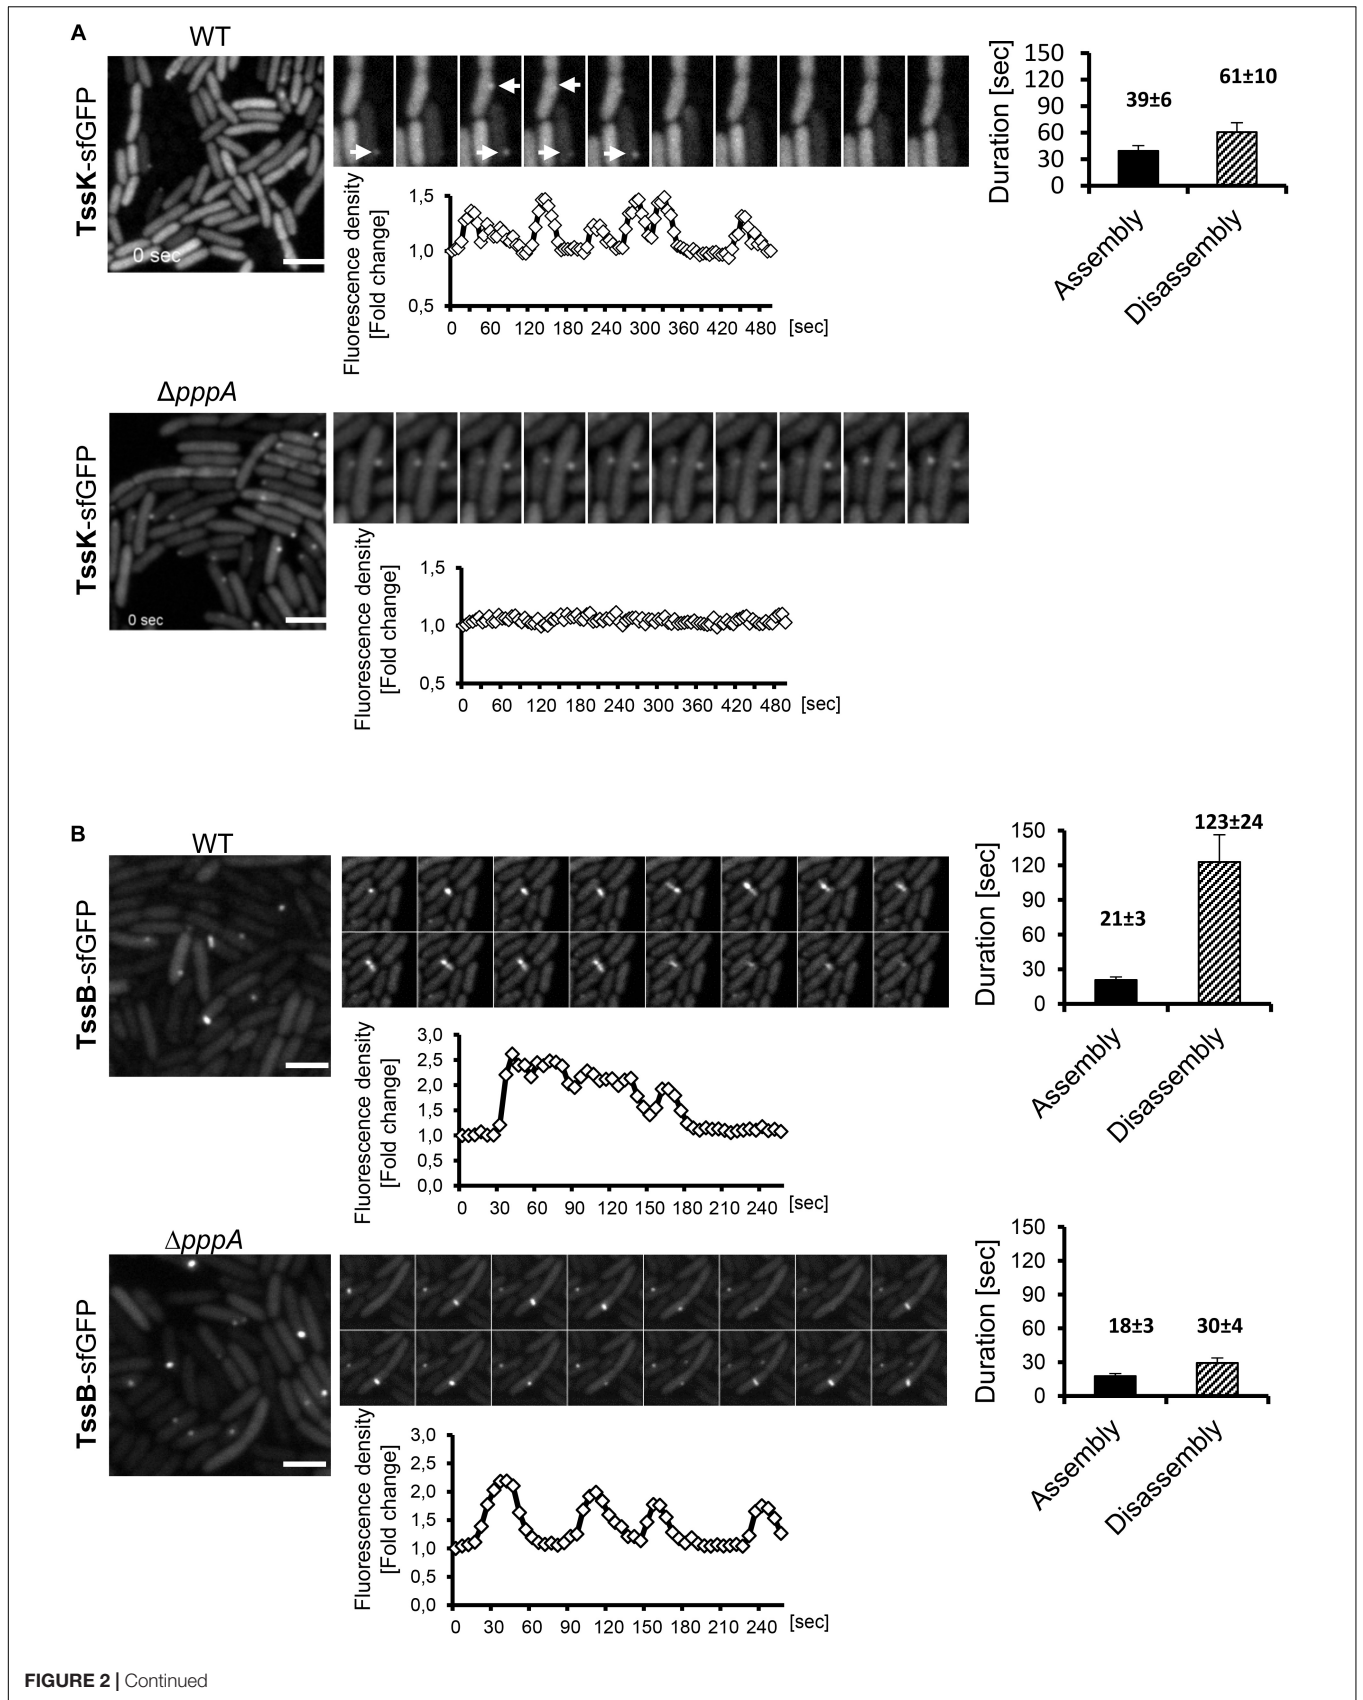 A
WT
TssK-sfGFP
0 sec
Fluorescence density
[Fold change]
1,5
1,0
0,5
0 60 120 180 240 300 360 420 480 [sec]
Duration [sec]
150
120
90
60
30
0
39±6
61±10
Assembly
Disassembly
ΔpppA
TssK-sfGFP
0 sec
Fluorescence density
[Fold change]
1,5
1,0
0,5
0 60 120 180 240 300 360 420 480 [sec]
B
WT
TssB-sfGFP
Fluorescence density
[Fold change]
3,0
2,5
2,0
1,5
1,0
0,5
0,0
0 30 60 90 120 150 180 210 240 [sec]
Duration [sec]
150
120
90
60
30
0
21±3
123±24
Assembly
Disassembly
ΔpppA
TssB-sfGFP
Fluorescence density
[Fold change]
3,0
2,5
2,0
1,5
1,0
0,5
0,0
0 30 60 90 120 150 180 210 240 [sec]
Duration [sec]
150
120
90
60
30
0
18±3
30±4
Assembly
Disassembly
FIGURE 2 | Continued